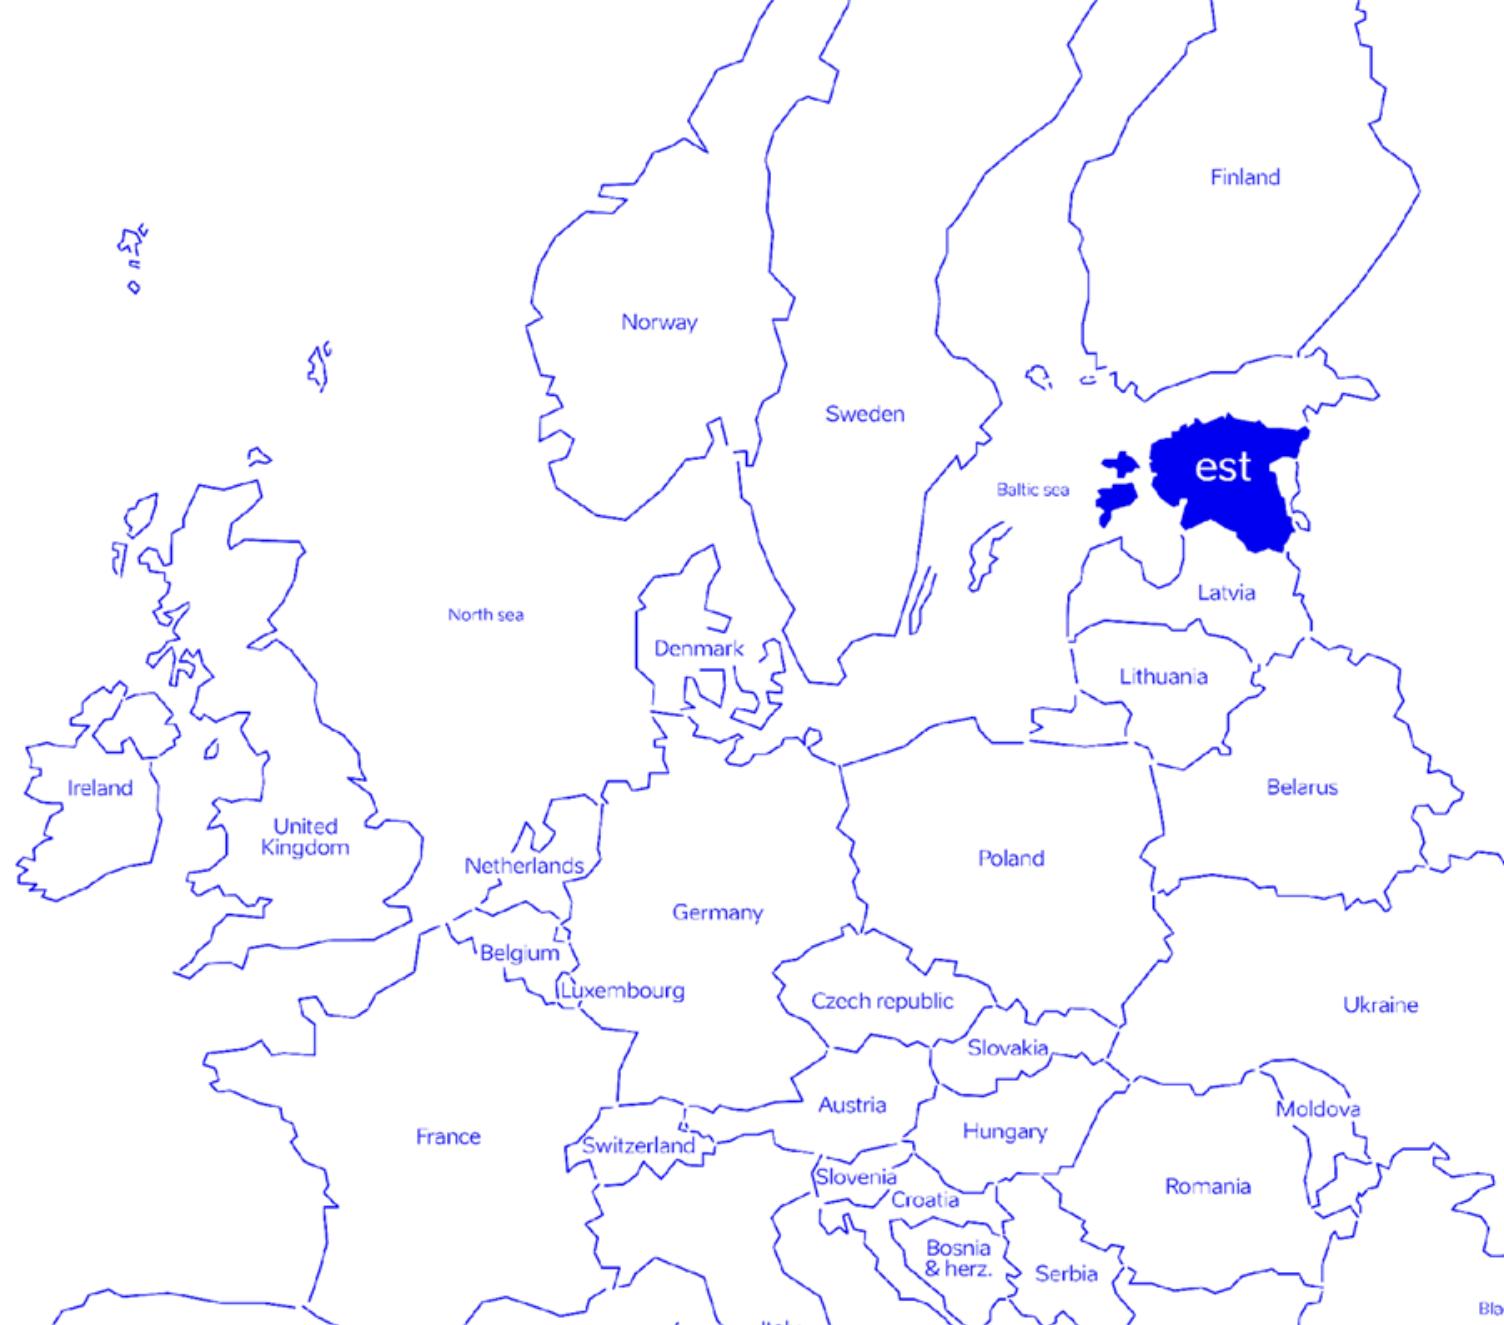 Finland
Norway
Sweden
est
Baltic sea
Latvia
North sea
Denmark
Lithuania
Ireland
Belarus
United
Kingdom
Poland
Netherlands
Germany
Belgium
Luxembourg
Czech republic
Ukraine
Slovakia
Austria
Moldova
Hungary
France
Switzerland
Slovenia
Romania
Croatia
Bosnia
& herz.
Serbia
Bla